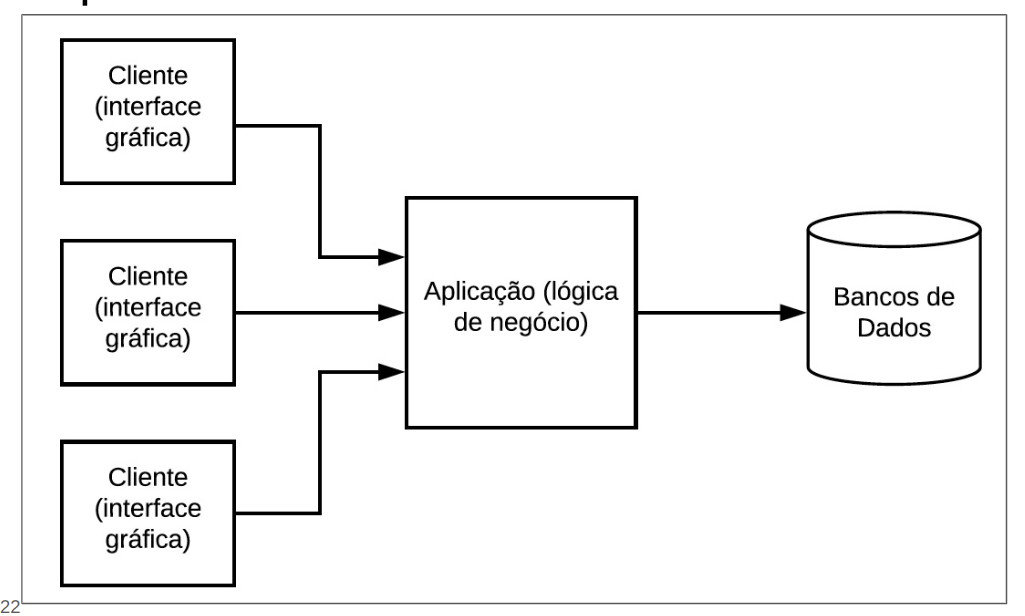 Cliente
(interface
gráfica)
Cliente
(interface
gráfica)
Cliente
(interface
gráfica)
Aplicação (lógica
de negócio)
Bancos de
Dados
22